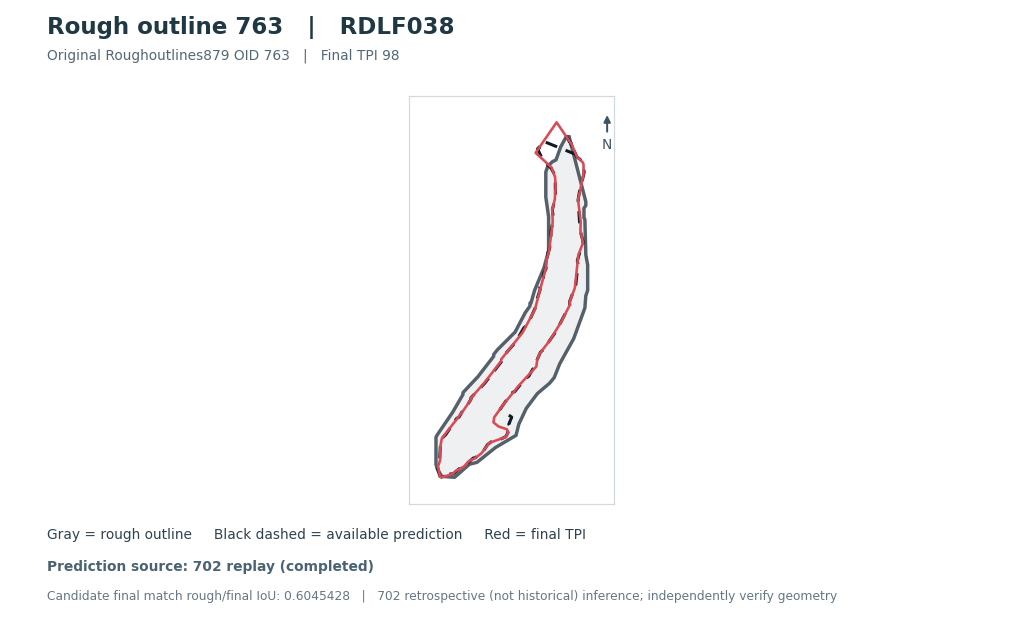 Rough outline 763   |   RDLF038
Original Roughoutlines879 OID 763   |   Final TPI 98
N
Gray = rough outline     Black dashed = available prediction     Red = final TPI
Prediction source: 702 replay (completed)
Candidate final match rough/final IoU: 0.6045428   |   702 retrospective (not historical) inference; independently verify geometry